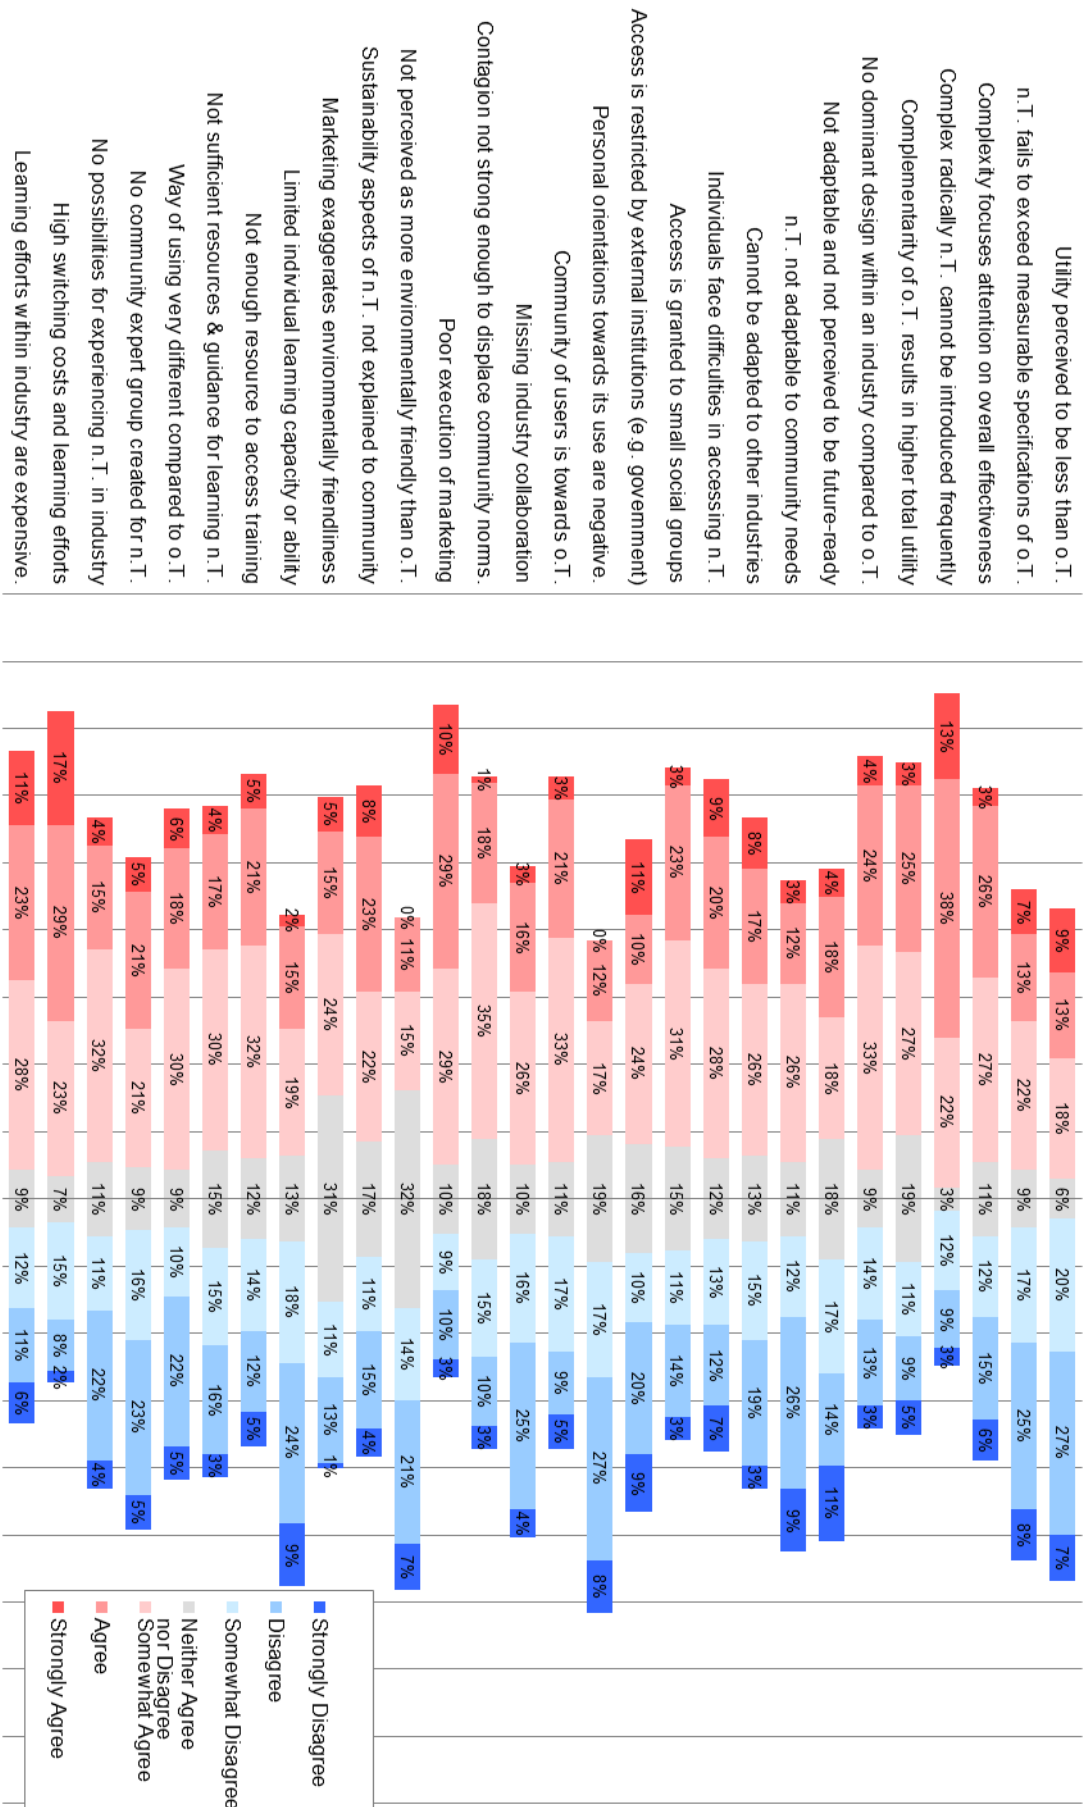 Utility perceived to be less than o.T. 9% 13% 18% 6% 20% 27% 7%
n.T. fails to exceed measurable specifications of o.T. 7% 13% 22% 9% 17% 25% 8%
Complexity focuses attention on overall effectiveness 3% 26% 27% 11% 12% 15% 6%
Complex radically n.T. cannot be introduced frequently 13% 38% 22% 3% 12% 9% 3%
Complementarity of o.T. results in higher total utility 3% 25% 27% 19% 11% 9% 5%
No dominant design within an industry compared to o.T. 4% 24% 33% 9% 14% 13% 3%
Not adaptable and not perceived to be future-ready 4% 18% 18% 18% 17% 14% 11%
n.T. not adaptable to community needs 3% 12% 26% 11% 12% 26% 9%
Cannot be adapted to other industries 8% 17% 26% 13% 15% 19% 3%
Individuals face difficulties in accessing n.T. 9% 20% 28% 12% 13% 12% 7%
Access is granted to small social groups 3% 23% 31% 15% 11% 14% 3%
Access is restricted by external institutions (e.g. government) 11% 10% 24% 16% 10% 20% 9%
Personal orientations towards its use are negative. 0% 12% 17% 19% 17% 27% 8%
Community of users is towards o.T. 3% 21% 33% 11% 17% 9% 5%
Missing industry collaboration 3% 16% 26% 10% 16% 25% 4%
Contagion not strong enough to displace community norms. 1% 18% 35% 18% 15% 10% 3%
Poor execution of marketing 10% 29% 29% 10% 9% 10% 3%
Not perceived as more environmentally friendly than o.T. 0% 11% 15% 32% 14% 21% 7%
Sustainability aspects of n.T. not explained to community 8% 23% 22% 17% 11% 15% 4%
Marketing exaggerates environmentally friendliness 5% 15% 24% 31% 11% 13% 1%
Limited individual learning capacity or ability 2% 15% 19% 13% 18% 24% 9%
Not enough resource to access training 5% 21% 32% 12% 14% 12% 5%
Not sufficient resources & guidance for learning n.T. 4% 17% 30% 15% 15% 16% 3%
Way of using very different compared to o.T. 6% 18% 30% 9% 10% 22% 5%
No community expert group created for n.T. 5% 21% 21% 9% 16% 23% 5%
No possibilities for experiencing n.T. in industry 4% 15% 32% 11% 11% 22% 4%
High switching costs and learning efforts 17% 29% 23% 7% 15% 8% 2%
Learning efforts within industry are expensive. 11% 23% 28% 9% 12% 11% 6%
Strongly Disagree
Disagree
Somewhat Disagree
Neither Agree
nor Disagree
Somewhat Agree
Agree
Strongly Agree